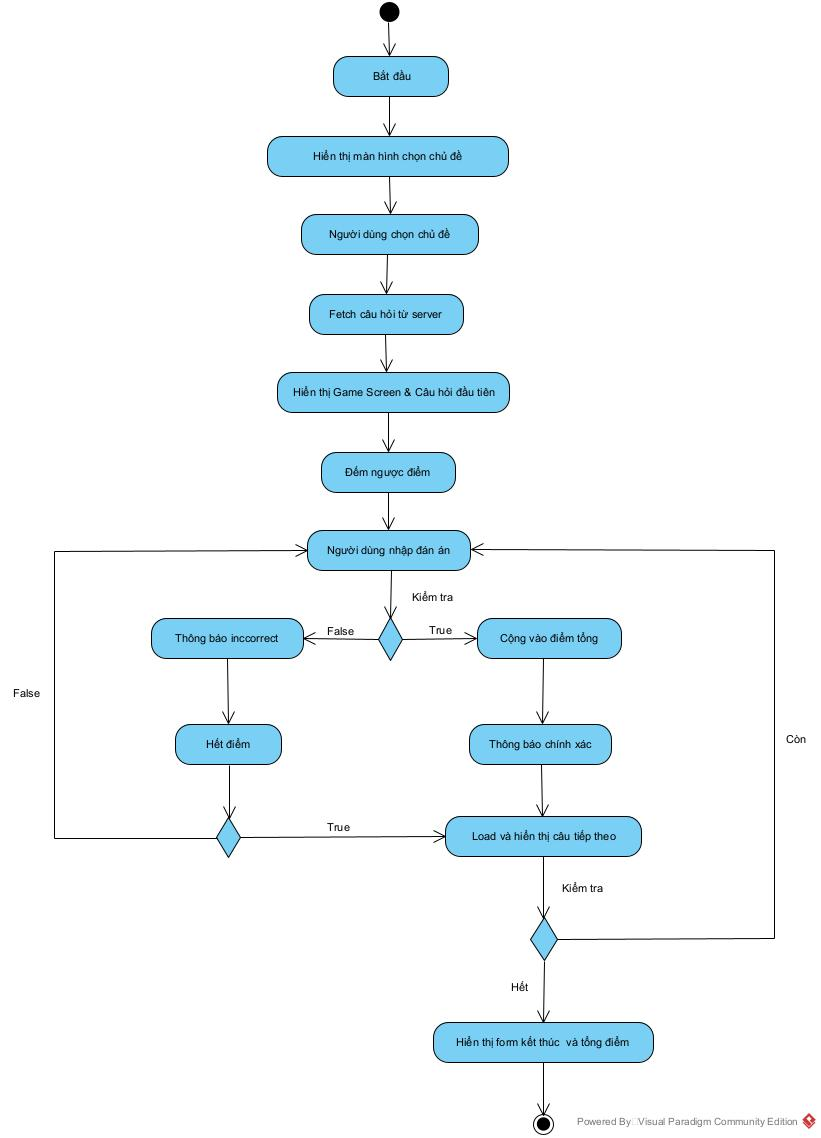 Bắt đầu
Hiển thị màn hình chọn chủ đề
Người dùng chọn chủ đề
Fetch câu hỏi từ server
Hiển thị Game Screen & Câu hỏi đầu tiên
Đếm ngược điểm
Người dùng nhập đán án
Kiểm tra
False
True
Thông báo inccorrect
Cộng vào điểm tổng
False
Hết điểm
Thông báo chính xác
Còn
True
Load và hiển thị câu tiếp theo
Kiểm tra
Hết
Hiển thị form kết thúc và tổng điểm
Powered By Visual Paradigm Community Edition